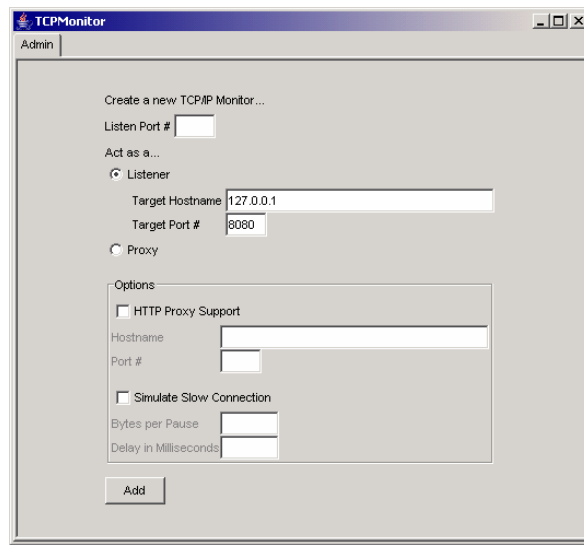 TCPMonitor
Admin
Create a new TCP/IP Monitor...
Listen Port #
Act as a...
Listener
Target Hostname 127.0.0.1
Target Port # 8080
Proxy
Options
HTTP Proxy Support
Hostname
Port #
Simulate Slow Connection
Bytes per Pause
Delay in Milliseconds
Add